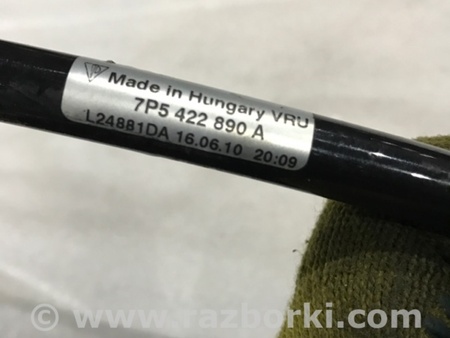 Made in Hungary VRU
7P5 422 890 A
L24881DA 16.06.10 20:09
© www.razborki.com